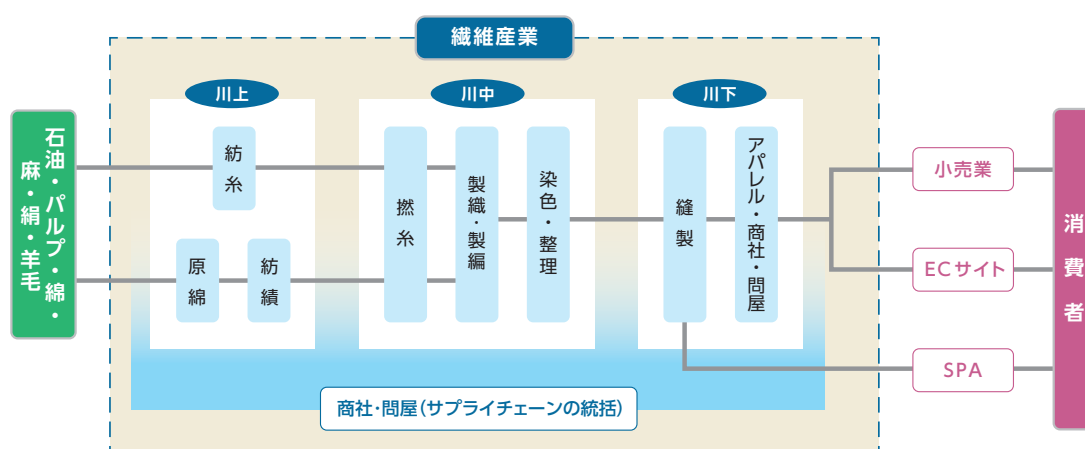 繊維産業
川上
川中
川下
石油・パルプ・綿・
麻・絹・羊毛
紡糸
原綿
紡績
撚糸
製織・製編
染色・整理
縫製
アパレル・商社・問屋
小売業
ECサイト
SPA
消費者
商社・問屋(サプライチェーンの統括)